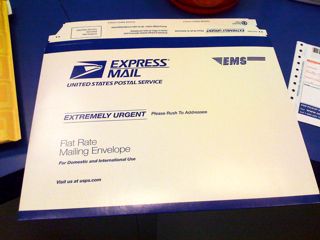 EXPRESS
MAIL
UNITED STATES POSTAL SERVICE
EMS
EXTREMELY URGENT Please Rush To Addressee
Flat Rate
Mailing Envelope
For Domestic and International Use
Visit us at usps.com